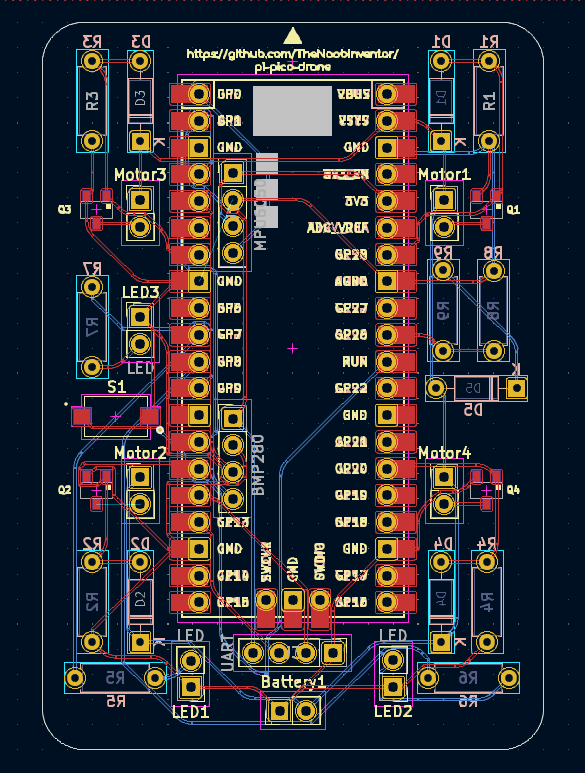 https://github.com/TheNoobInventor/
pi-pico-drone
R3 D3 D1 R1
R3 D3 D1 R1
K K
GP0 VBUS
GP1 VSYS
GND GND
Motor3 Motor1
3V3
Q3 Q1
ADC_VREF
GP28
R7 R9 R8
GND AGND
LED3
GP6 GP27
R7 R9 R8
GP7 GP26
LED
GP8 RUN
K
S1
GP9 GP22
D5
D5
GND GND
GP21
Motor2 BMP280 Motor4
GP20
GP19
Q2 Q4
GP13 GP18
R2 D2 GND GND D4 R4
SWCLK GND SWDIO
GP14 GP17
R2 D2 D4 R4
GP15 GP16
K K
LED UART LED
R5 Battery1 R6
R5 R6
LED1 LED2